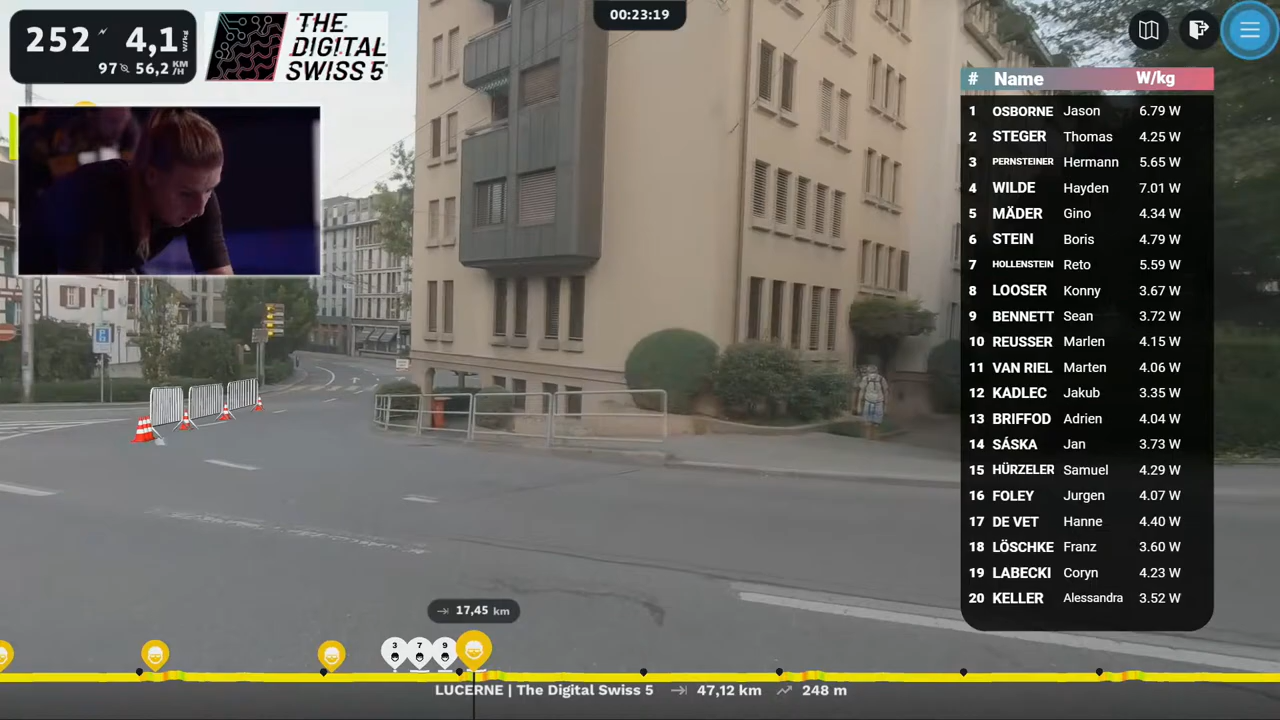 252 4,1 W/kg
97 56,2 KM/H
THE
DIGITAL
SWISS 5
00:23:19
# Name W/kg
1 OSBORNE Jason 6.79 W
2 STEGER Thomas 4.25 W
3 PERNSTEINER Hermann 5.65 W
4 WILDE Hayden 7.01 W
5 MÄDER Gino 4.34 W
6 STEIN Boris 4.79 W
7 HOLLENSTEIN Reto 5.59 W
8 LOOSER Konny 3.67 W
9 BENNETT Sean 3.72 W
10 REUSSER Marlen 4.15 W
11 VAN RIEL Marten 4.06 W
12 KADLEC Jakub 3.35 W
13 BRIFFOD Adrien 4.04 W
14 SÁSKA Jan 3.73 W
15 HÜRZELER Samuel 4.29 W
16 FOLEY Jurgen 4.07 W
17 DE VET Hanne 4.40 W
18 LÖSCHKE Franz 3.60 W
19 LABECKI Coryn 4.23 W
20 KELLER Alessandra 3.52 W
P
17,45 km
3 7 9
LUCERNE | The Digital Swiss 5 47,12 km 248 m